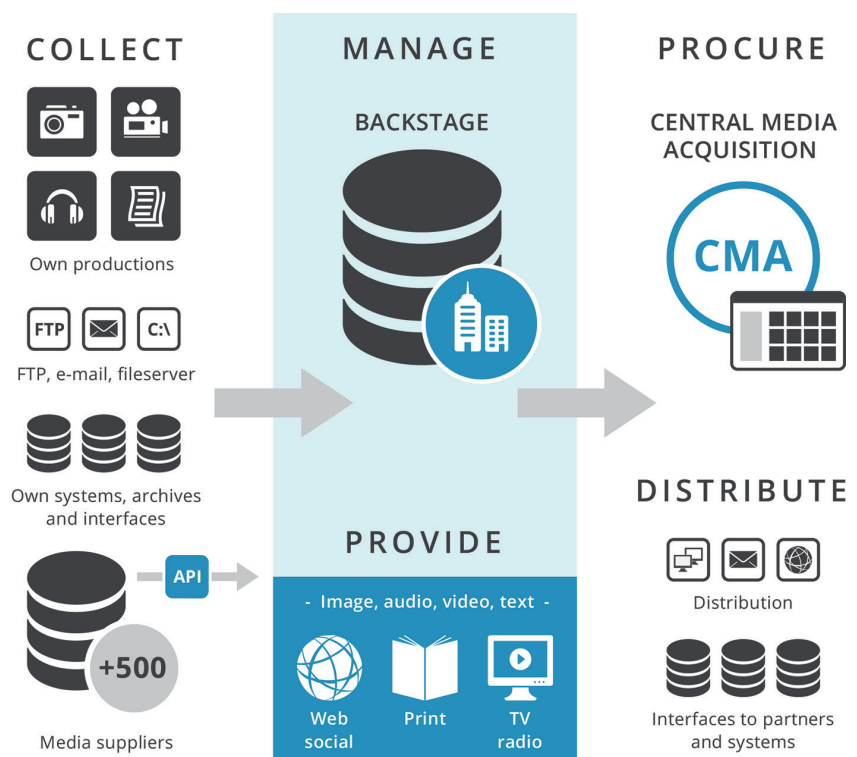 COLLECT
Own productions
FTP
C:\
FTP, e-mail, fileserver
Own systems, archives
and interfaces
API
+500
Media suppliers
MANAGE
BACKSTAGE
PROVIDE
- Image, audio, video, text -
Web
social
Print
TV
radio
PROCURE
CENTRAL MEDIA
ACQUISITION
CMA
DISTRIBUTE
Distribution
Interfaces to partners
and systems